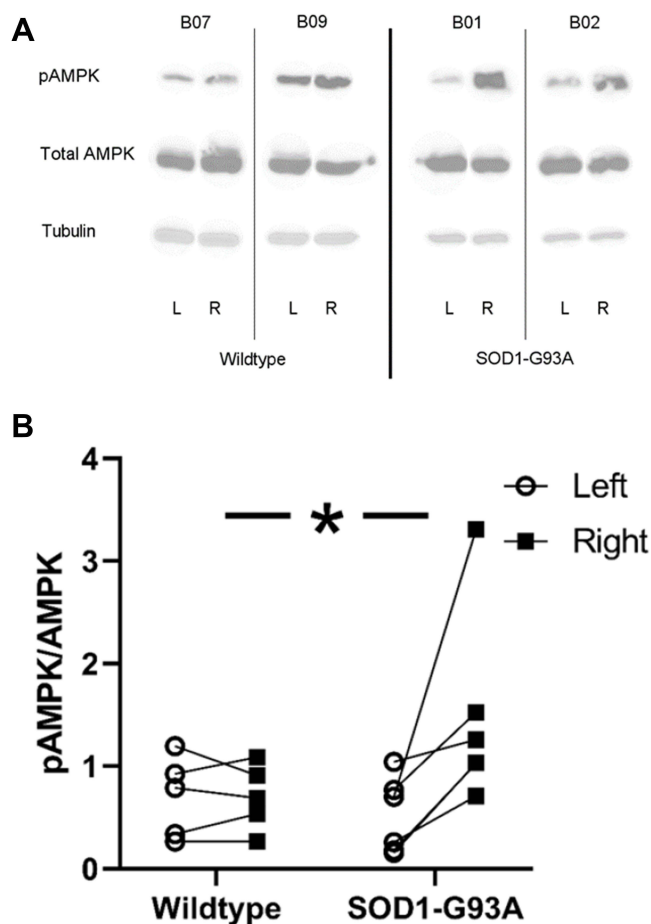 A
B07 B09 B01 B02
pAMPK
Total AMPK
Tubulin
L R L R L R L R
Wildtype SOD1-G93A
B
4
Left
*
Right
3
pAMPK/AMPK
2
1
0
Wildtype SOD1-G93A